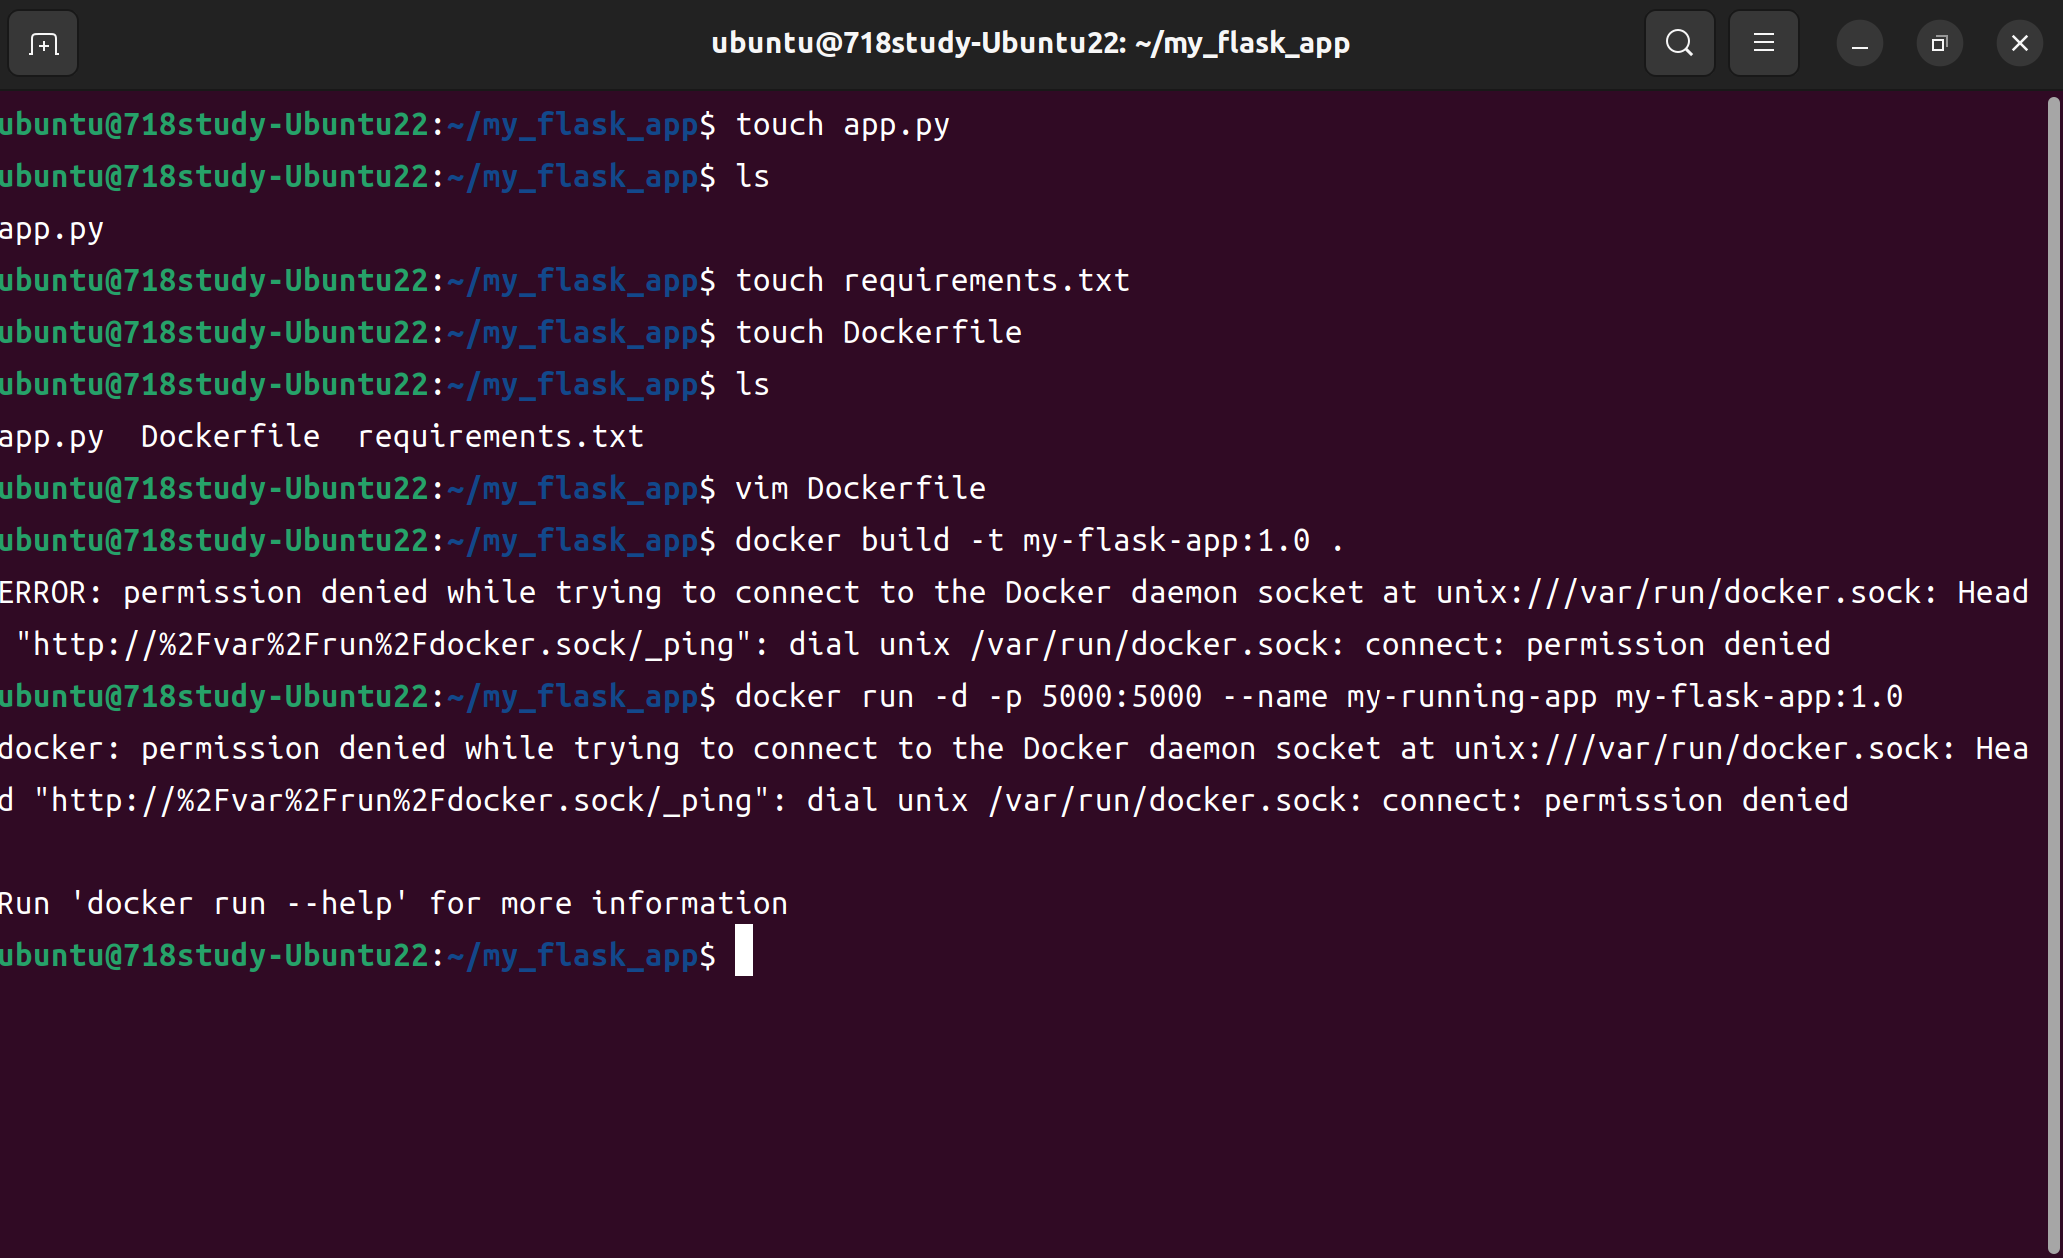 ubuntu@718study-Ubuntu22: ~/my_flask_app
ubuntu@718study-Ubuntu22:~/my_flask_app$ touch app.py
ubuntu@718study-Ubuntu22:~/my_flask_app$ ls
app.py
ubuntu@718study-Ubuntu22:~/my_flask_app$ touch requirements.txt
ubuntu@718study-Ubuntu22:~/my_flask_app$ touch Dockerfile
ubuntu@718study-Ubuntu22:~/my_flask_app$ ls
app.py  Dockerfile  requirements.txt
ubuntu@718study-Ubuntu22:~/my_flask_app$ vim Dockerfile
ubuntu@718study-Ubuntu22:~/my_flask_app$ docker build -t my-flask-app:1.0 .
ERROR: permission denied while trying to connect to the Docker daemon socket at unix:///var/run/docker.sock: Head
 "http://%2Fvar%2Frun%2Fdocker.sock/_ping": dial unix /var/run/docker.sock: connect: permission denied
ubuntu@718study-Ubuntu22:~/my_flask_app$ docker run -d -p 5000:5000 --name my-running-app my-flask-app:1.0
docker: permission denied while trying to connect to the Docker daemon socket at unix:///var/run/docker.sock: Hea
d "http://%2Fvar%2Frun%2Fdocker.sock/_ping": dial unix /var/run/docker.sock: connect: permission denied
Run 'docker run --help' for more information
ubuntu@718study-Ubuntu22:~/my_flask_app$